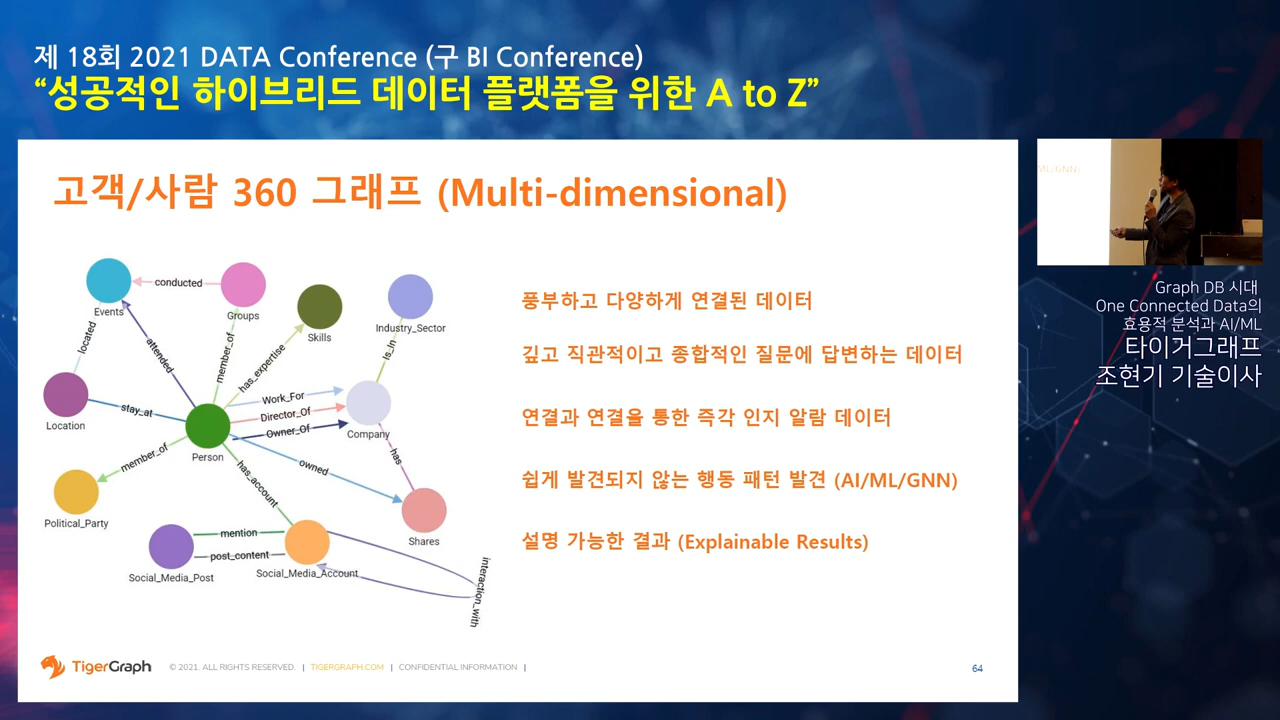 제 18회 2021 DATA Conference (구 BI Conference)
“성공적인 하이브리드 데이터 플랫폼을 위한 A to Z”
고객/사람 360 그래프 (Multi-dimensional)
Events
conducted
Groups
Skills
Industry_Sector
located
attended
member_of
has_expertise
Is_In
Location
stay_at
Person
Work_For
Director_Of
Owner_Of
Company
member_of
has_account
owned
has
Political_Party
Shares
Social_Media_Post
mention
post_content
Social_Media_Account
interaction_with
풍부하고 다양하게 연결된 데이터
깊고 직관적이고 종합적인 질문에 답변하는 데이터
연결과 연결을 통한 즉각 인지 알람 데이터
쉽게 발견되지 않는 행동 패턴 발견 (AI/ML/GNN)
설명 가능한 결과 (Explainable Results)
TigerGraph
© 2021. ALL RIGHTS RESERVED. | TIGERGRAPH.COM | CONFIDENTIAL INFORMATION |
64
ML/GNN)
Graph DB 시대
One Connected Data의
효용적 분석과 AI/ML
타이거그래프
조현기 기술이사